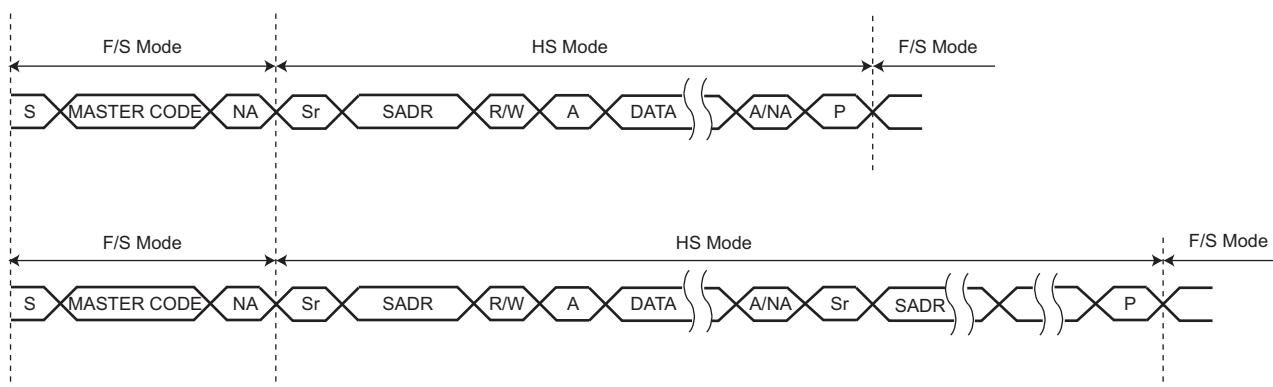 F/S Mode HS Mode F/S Mode
S MASTER CODE NA Sr SADR R/W A DATA A/NA P
F/S Mode HS Mode F/S Mode
S MASTER CODE NA Sr SADR R/W A DATA A/NA Sr SADR P